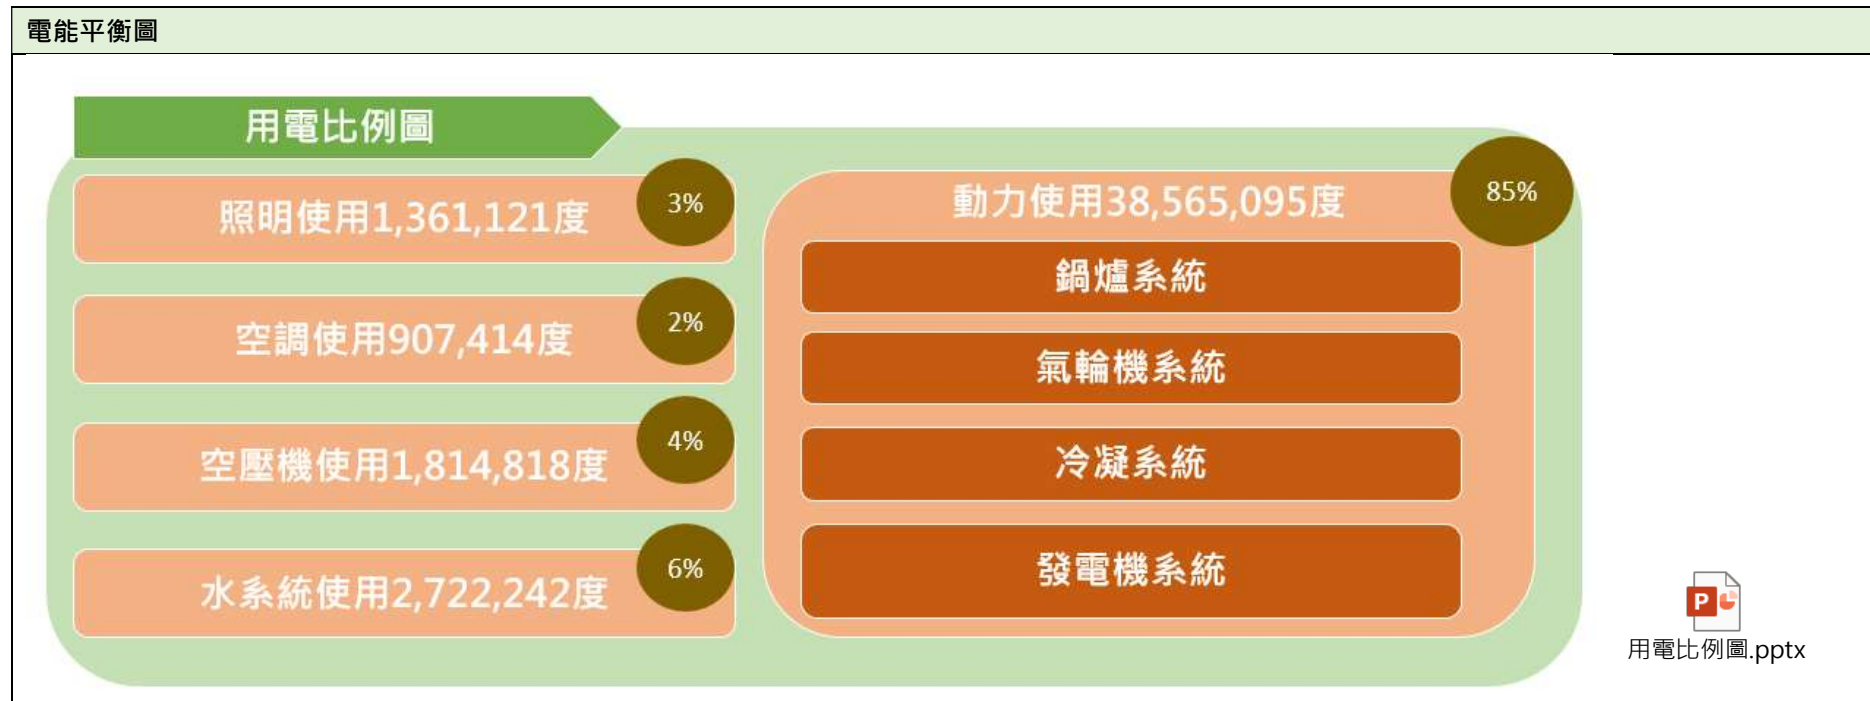 電能平衡圖
用電比例圖
照明使用1,361,121度
3%
空調使用907,414度
2%
空壓機使用1,814,818度
4%
水系統使用2,722,242度
6%
動力使用38,565,095度
85%
鍋爐系統
氣輪機系統
冷凝系統
發電機系統
P
用電比例圖.pptx